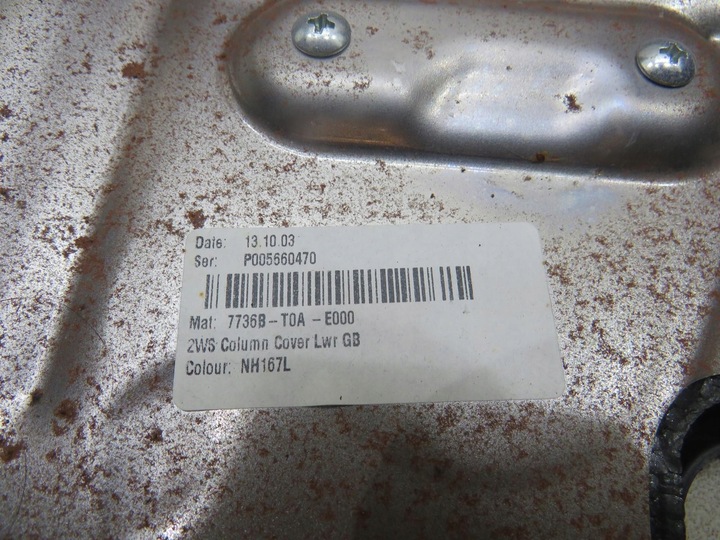 Date: 13.10.03
Ser: P005660470
Mat: 7736B-T0A-E000
2WS Column Cover Lwr GB
Colour: NH167L